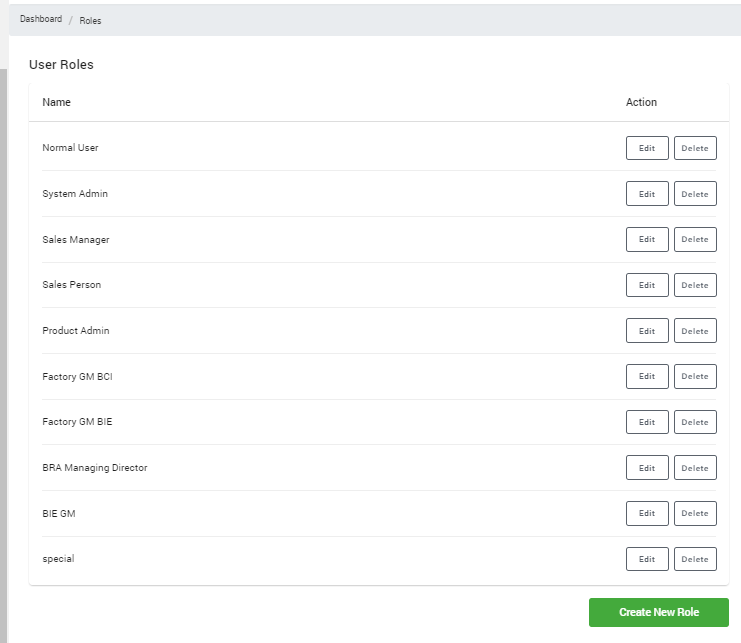 Dashboard / Roles
User Roles
Name Action
Normal User Edit Delete
System Admin Edit Delete
Sales Manager Edit Delete
Sales Person Edit Delete
Product Admin Edit Delete
Factory GM BCI Edit Delete
Factory GM BIE Edit Delete
BRA Managing Director Edit Delete
BIE GM Edit Delete
special Edit Delete
Create New Role